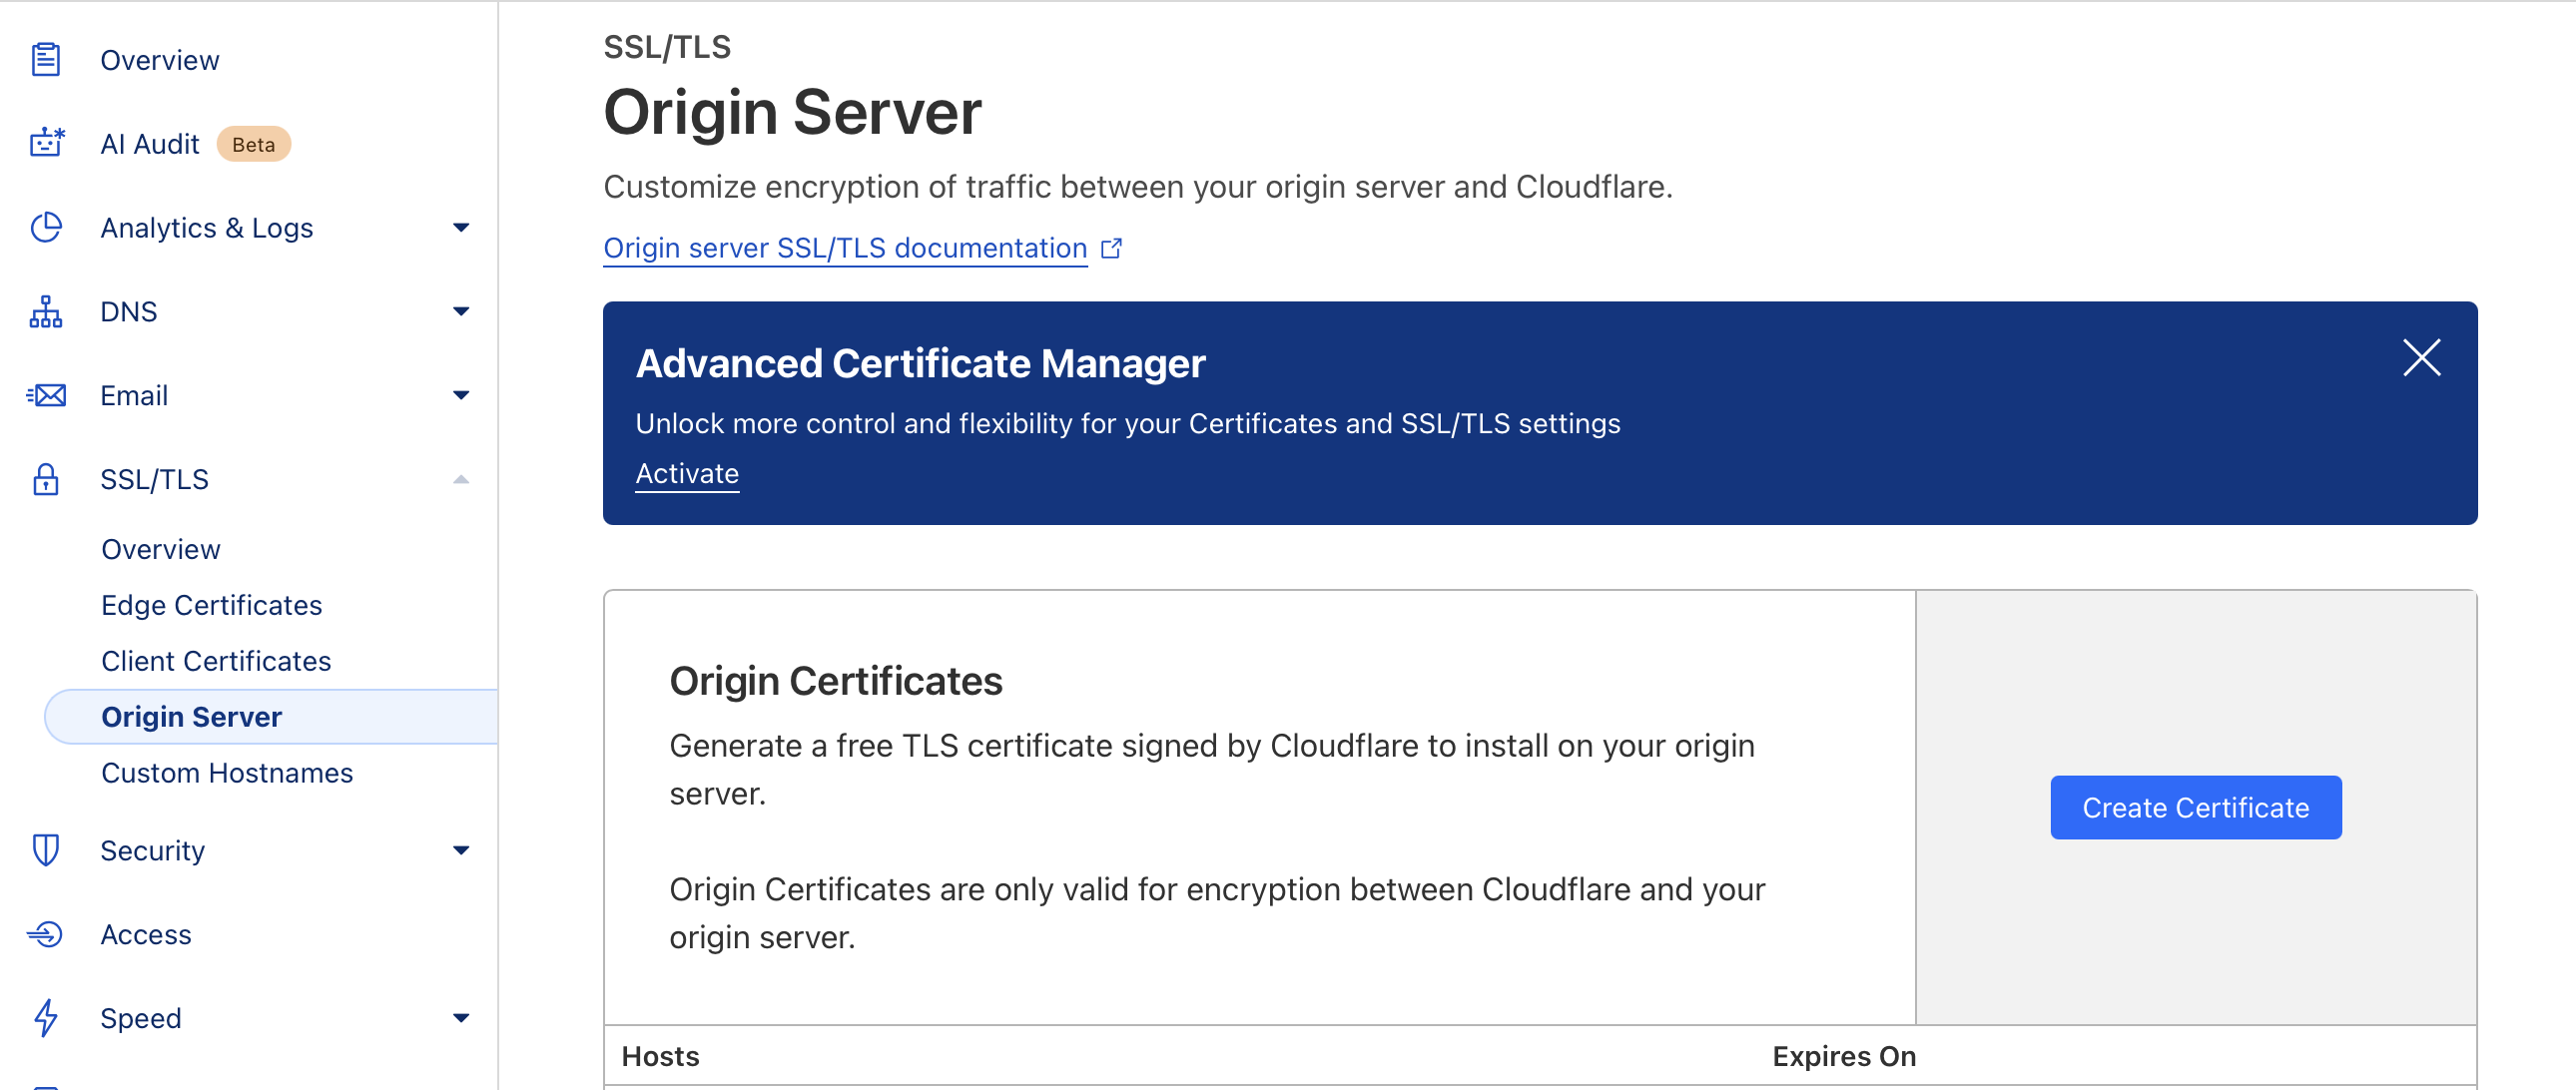 Overview
AI Audit Beta
Analytics & Logs
DNS
Email
SSL/TLS
Overview
Edge Certificates
Client Certificates
Origin Server
Custom Hostnames
Security
Access
Speed
SSL/TLS
Origin Server
Customize encryption of traffic between your origin server and Cloudflare.
Origin server SSL/TLS documentation
Advanced Certificate Manager
Unlock more control and flexibility for your Certificates and SSL/TLS settings
Activate
Origin Certificates
Generate a free TLS certificate signed by Cloudflare to install on your origin
server.
Origin Certificates are only valid for encryption between Cloudflare and your
origin server.
Create Certificate
Hosts Expires On